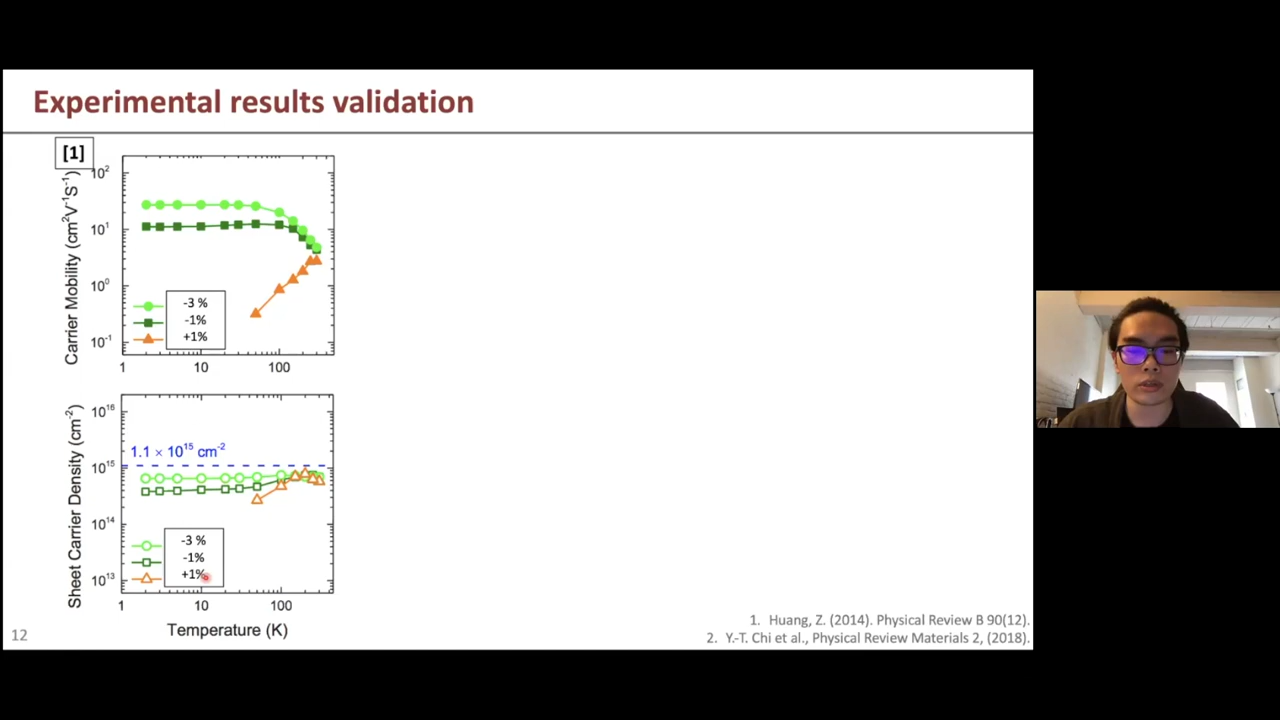 Experimental results validation
[1]
Carrier Mobility (cm²V⁻¹S⁻¹)
10²
10¹
10⁰
10⁻¹
-3 %
-1%
+1%
1 10 100
Sheet Carrier Density (cm⁻²)
10¹⁶
1.1 × 10¹⁵ cm⁻²
10¹⁵
10¹⁴
10¹³
-3 %
-1%
+1%
1 10 100
Temperature (K)
1. Huang, Z. (2014). Physical Review B 90(12).
2. Y.-T. Chi et al., Physical Review Materials 2, (2018).
12